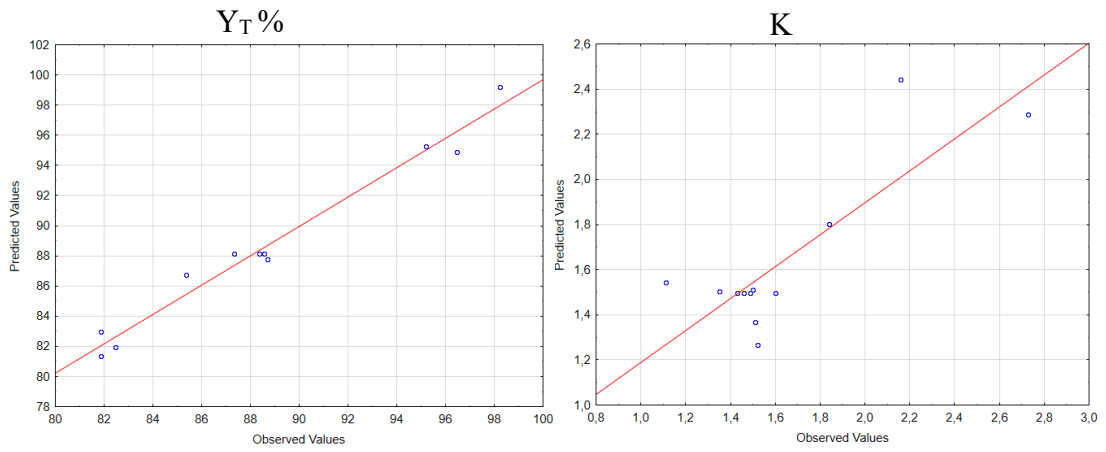 Y_T %
102
100
98
96
94
92
90
88
86
84
82
80
78
80 82 84 86 88 90 92 94 96 98 100
Predicted Values
Observed Values
K
2,6
2,4
2,2
2,0
1,8
1,6
1,4
1,2
1,0
0,8 1,0 1,2 1,4 1,6 1,8 2,0 2,2 2,4 2,6 2,8 3,0
Predicted Values
Observed Values